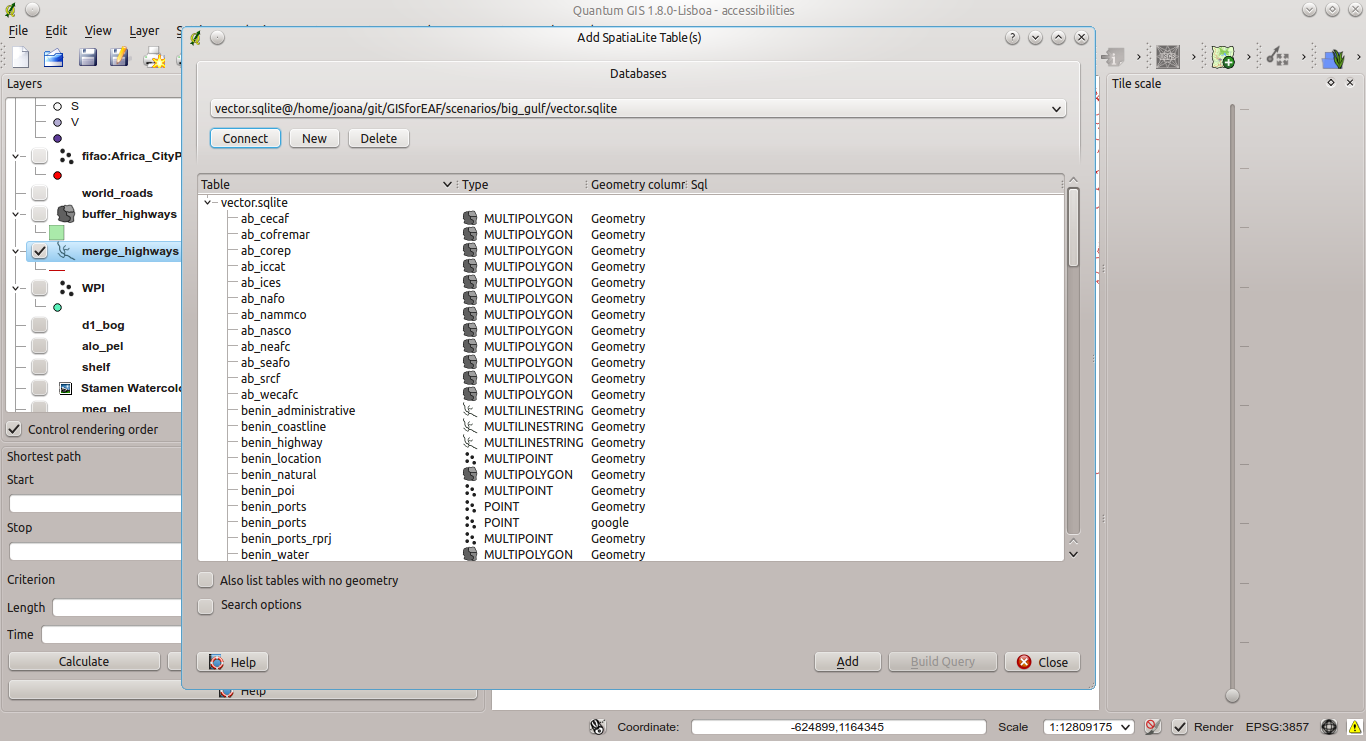 Quantum GIS 1.8.0-Lisboa - accessibilities
File Edit View Layer
Add SpatiaLite Table(s)
Layers
S
V
fifao:Africa_CityP
world_roads
buffer_highways
merge_highways
WPI
d1_bog
alo_pel
shelf
Stamen Watercolo
meg_pel
Control rendering order
Shortest path
Start
Stop
Criterion
Length
Time
Calculate
Help
Databases
vector.sqlite@/home/joana/git/GISforEAF/scenarios/big_gulf/vector.sqlite
Connect New Delete
Table Type Geometry column Sql
vector.sqlite
ab_cecaf MULTIPOLYGON Geometry
ab_cofremar MULTIPOLYGON Geometry
ab_corep MULTIPOLYGON Geometry
ab_iccat MULTIPOLYGON Geometry
ab_ices MULTIPOLYGON Geometry
ab_nafo MULTIPOLYGON Geometry
ab_nammco MULTIPOLYGON Geometry
ab_nasco MULTIPOLYGON Geometry
ab_neafc MULTIPOLYGON Geometry
ab_seafo MULTIPOLYGON Geometry
ab_srcf MULTIPOLYGON Geometry
ab_wecafc MULTIPOLYGON Geometry
benin_administrative MULTILINESTRING Geometry
benin_coastline MULTILINESTRING Geometry
benin_highway MULTILINESTRING Geometry
benin_location MULTIPOINT Geometry
benin_natural MULTIPOLYGON Geometry
benin_poi MULTIPOINT Geometry
benin_ports POINT Geometry
benin_ports POINT google
benin_ports_rprj MULTIPOINT Geometry
benin_water MULTIPOLYGON Geometry
Also list tables with no geometry
Search options
Help Add Build Query Close
Tile scale
Coordinate: -624899,1164345 Scale 1:12809175 Render EPSG:3857